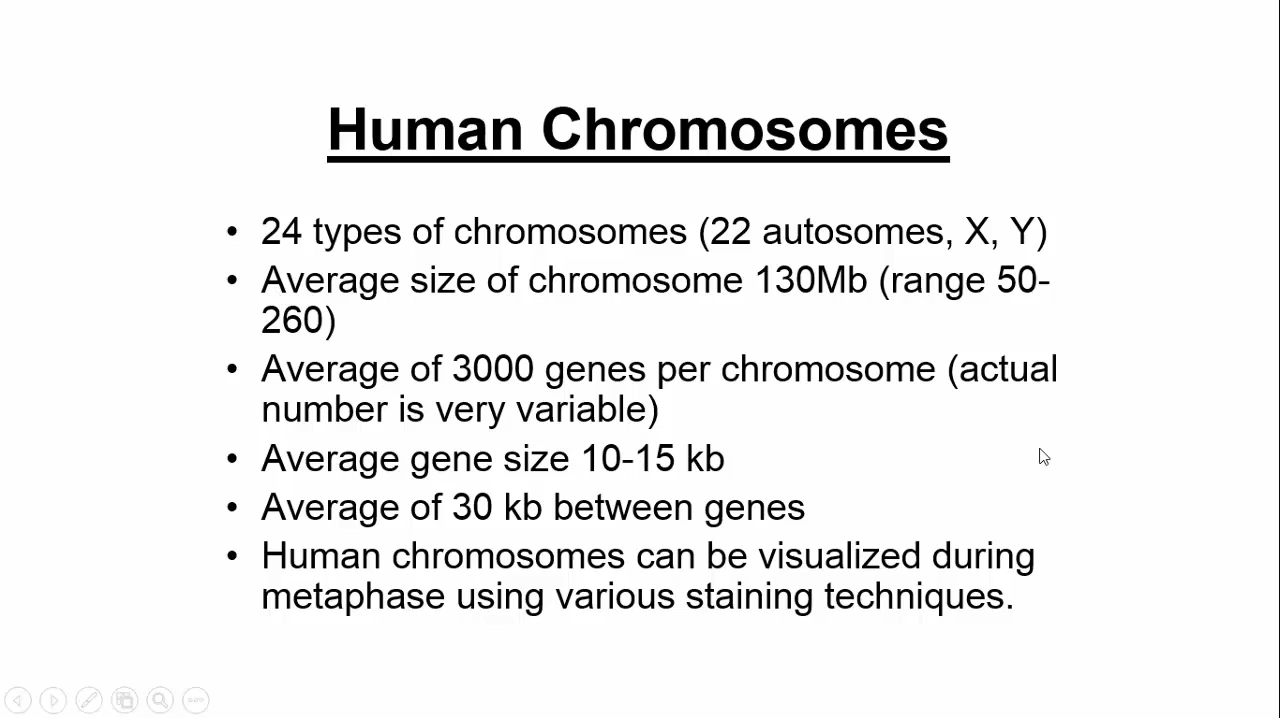 Human Chromosomes
• 24 types of chromosomes (22 autosomes, X, Y)
• Average size of chromosome 130Mb (range 50-
260)
• Average of 3000 genes per chromosome (actual
number is very variable)
• Average gene size 10-15 kb
• Average of 30 kb between genes
• Human chromosomes can be visualized during
metaphase using various staining techniques.